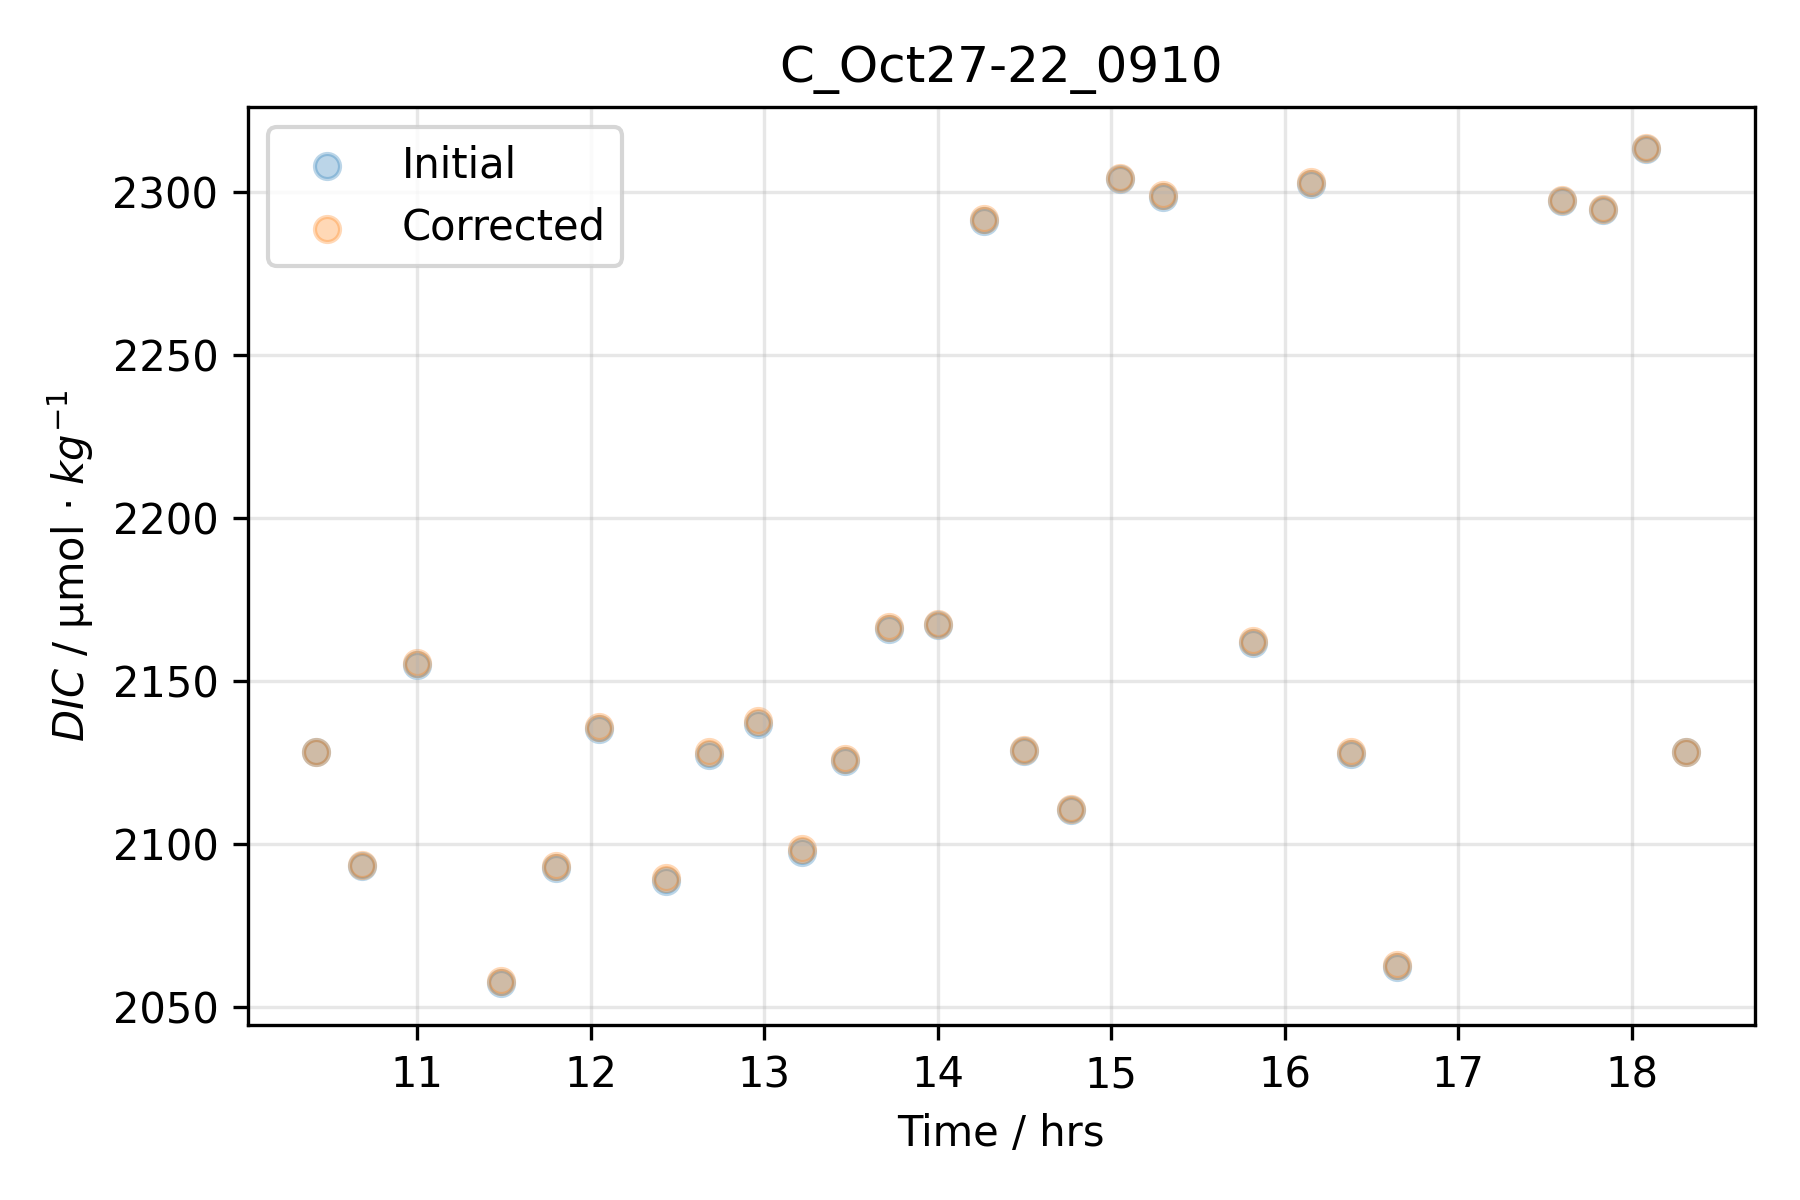 C_Oct27-22_0910
Initial
Corrected
2300
2250
2200
2150
2100
2050
DIC / µmol · kg⁻¹
11 12 13 14 15 16 17 18
Time / hrs